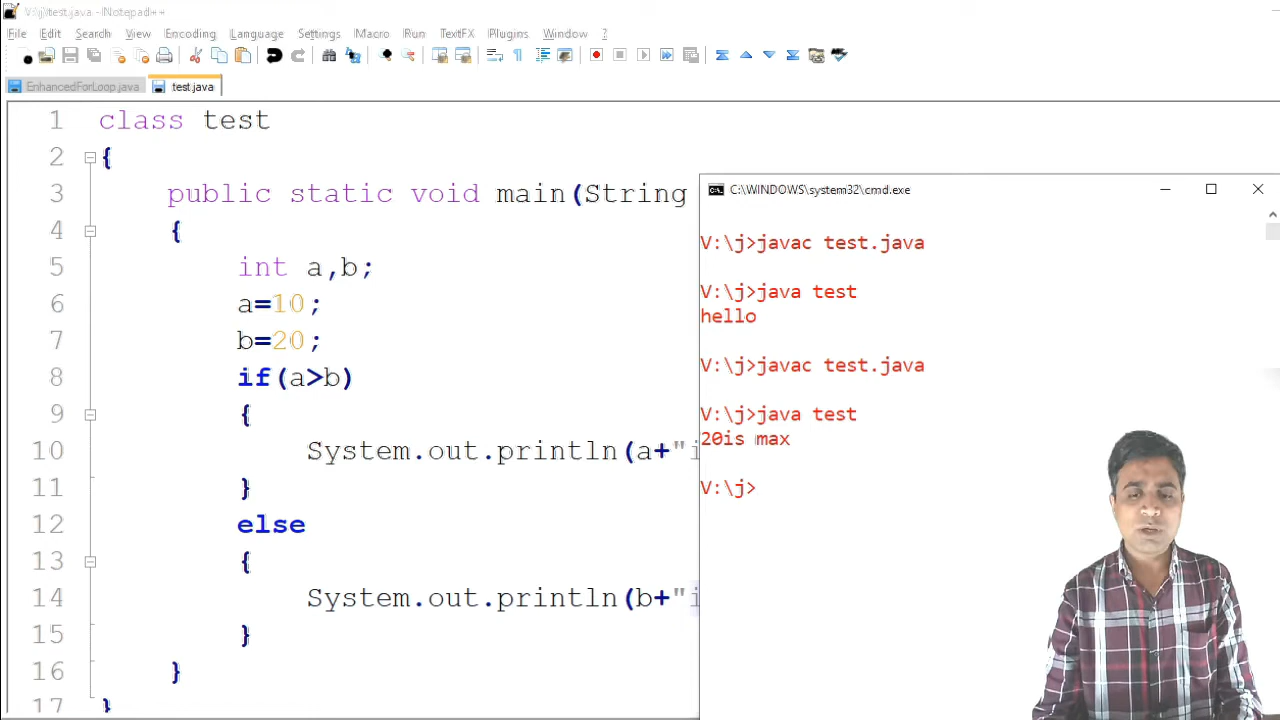 V:\j\test.java - Notepad++
File Edit Search View Encoding Language Settings Macro Run TextFX Plugins Window ?
EnhancedForLoop.java test.java
1 class test
2 {
3 public static void main(String
4 {
5 int a,b;
6 a=10;
7 b=20;
8 if(a>b)
9 {
10 System.out.println(a+"i
11 }
12 else
13 {
14 System.out.println(b+"i
15 }
16 }
17 }
C:\WINDOWS\system32\cmd.exe
V:\j>javac test.java
V:\j>java test
hello
V:\j>javac test.java
V:\j>java test
20is max
V:\j>